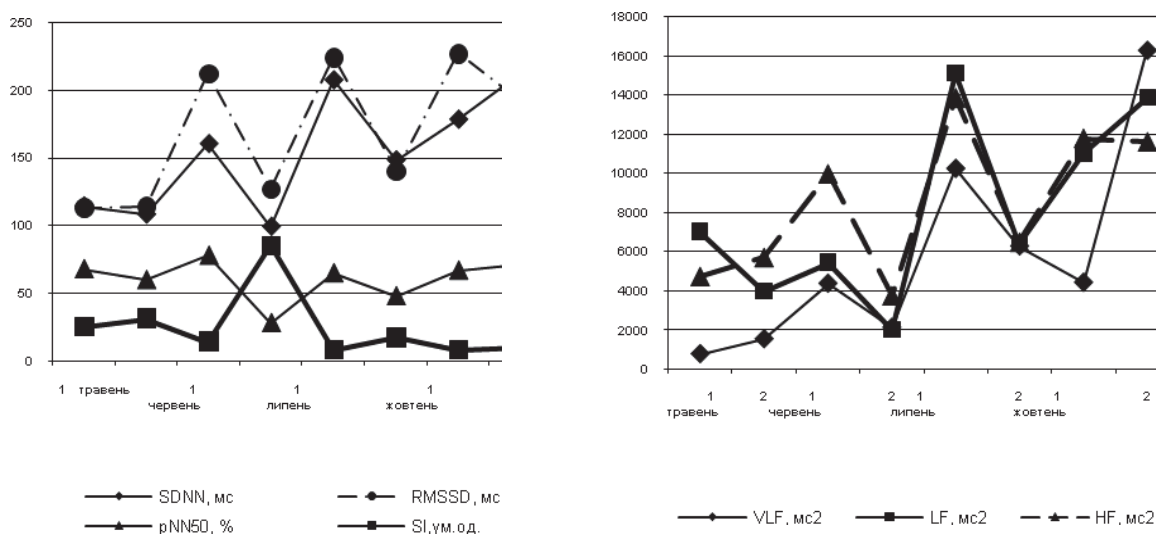 250
200
150
100
50
0
1 травень 1 1 1
червень липень жовтень
SDNN, мс RMSSD, мс
pNN50, % SI,ум.од.
18000
16000
14000
12000
10000
8000
6000
4000
2000
0
1 2 1 2 1 2 1 2
травень червень липень жовтень
VLF, мс2 LF, мс2 HF, мс2